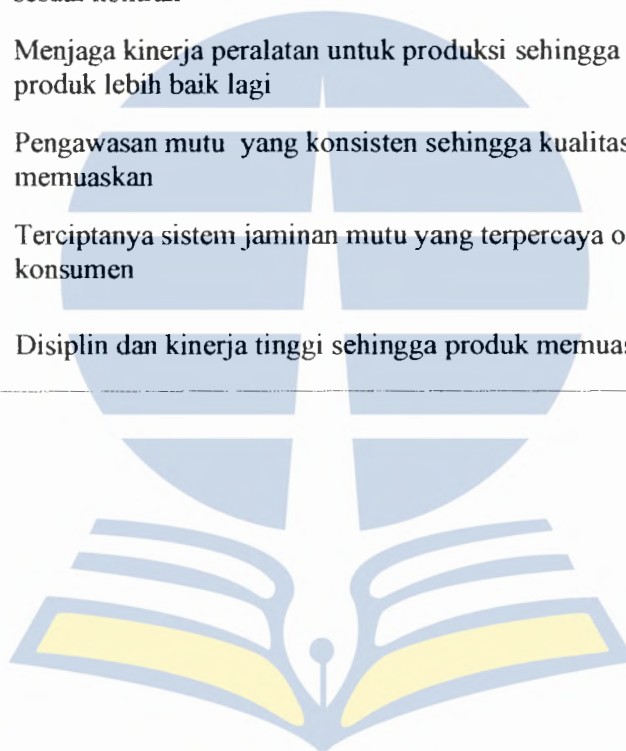 Menjaga kinerja peralatan untuk produksi sehingga
produk lebih baik lagi
Pengawasan mutu yang konsisten sehingga kualitas
memuaskan
Terciptanya sistem jaminan mutu yang terpercaya o
konsumen
Disiplin dan kinerja tinggi sehingga produk memuas